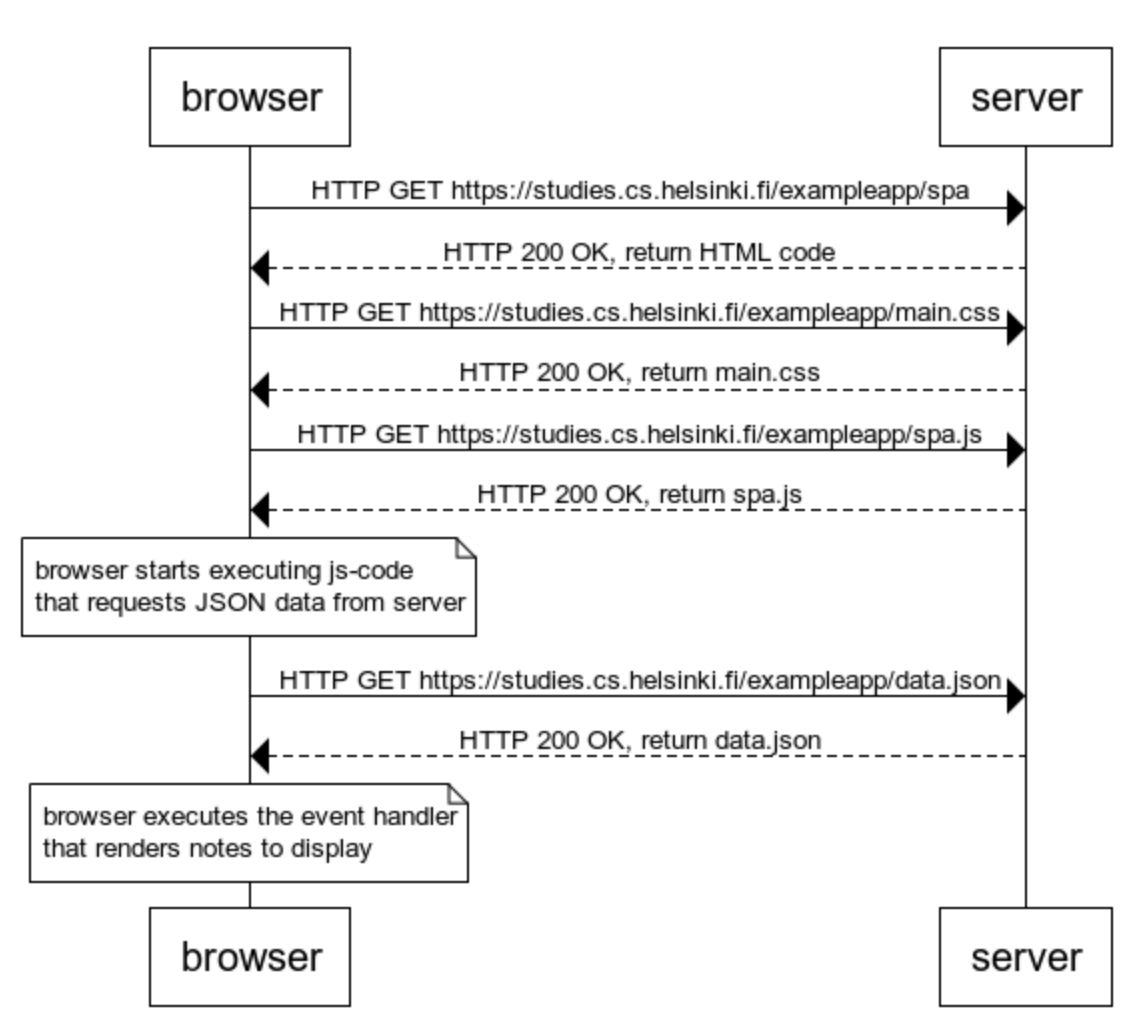 browser
server
HTTP GET https://studies.cs.helsinki.fi/exampleapp/spa
HTTP 200 OK, return HTML code
HTTP GET https://studies.cs.helsinki.fi/exampleapp/main.css
HTTP 200 OK, return main.css
HTTP GET https://studies.cs.helsinki.fi/exampleapp/spa.js
HTTP 200 OK, return spa.js
browser starts executing js-code
that requests JSON data from server
HTTP GET https://studies.cs.helsinki.fi/exampleapp/data.json
HTTP 200 OK, return data.json
browser executes the event handler
that renders notes to display
browser
server